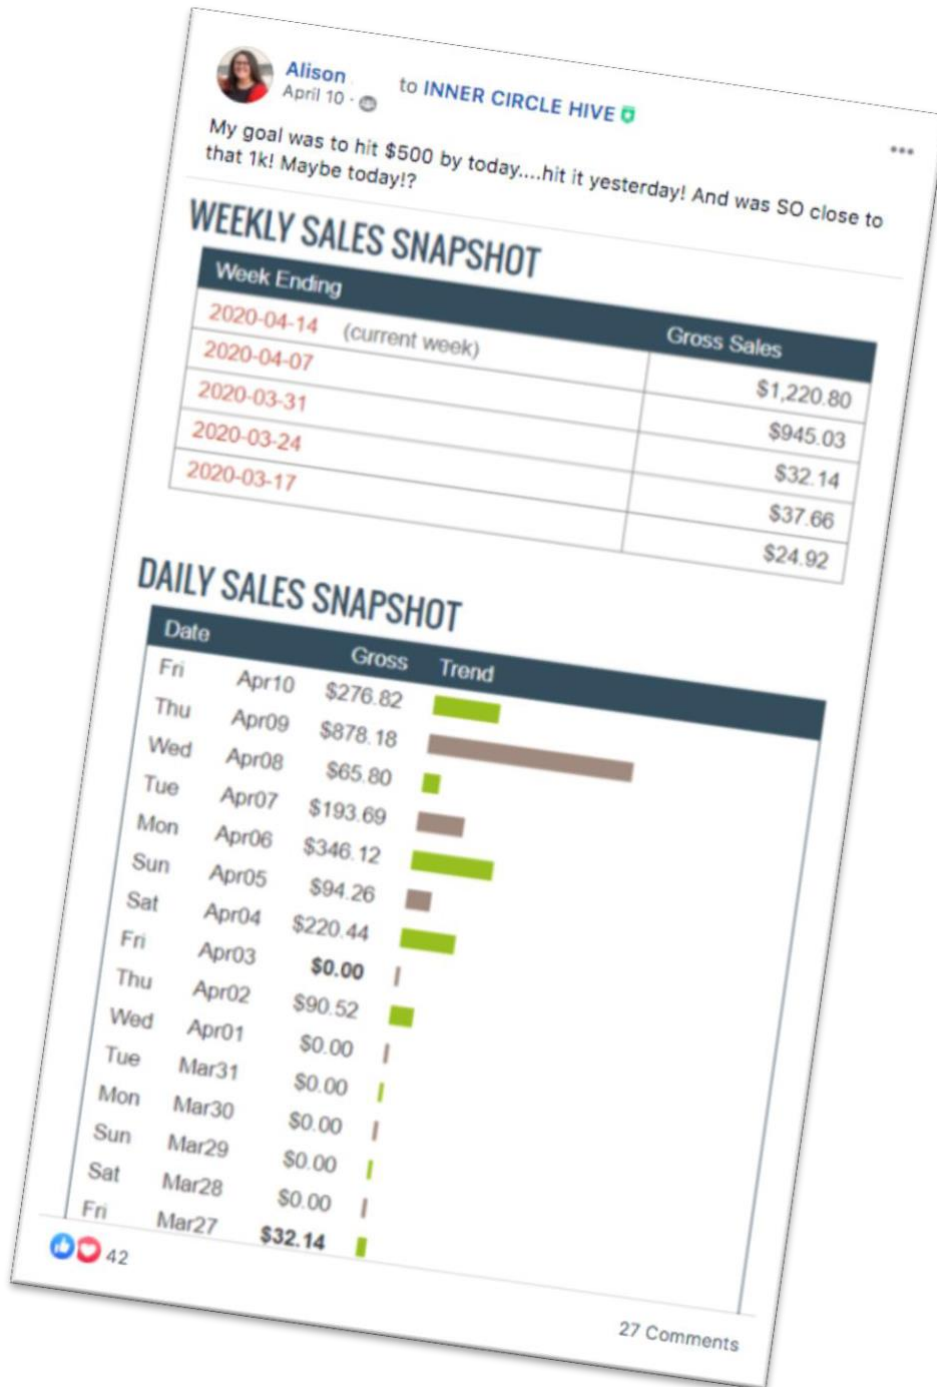 Alison to INNER CIRCLE HIVE
April 10 ·
My goal was to hit $500 by today....hit it yesterday! And was SO close to
that 1k! Maybe today!?
WEEKLY SALES SNAPSHOT
Week Ending Gross Sales
2020-04-14 (current week) $1,220.80
2020-04-07 $945.03
2020-03-31 $32.14
2020-03-24 $37.66
2020-03-17 $24.92
DAILY SALES SNAPSHOT
Date Gross Trend
Fri Apr10 $276.82
Thu Apr09 $878.18
Wed Apr08 $65.80
Tue Apr07 $193.69
Mon Apr06 $346.12
Sun Apr05 $94.26
Sat Apr04 $220.44
Fri Apr03 $0.00
Thu Apr02 $90.52
Wed Apr01 $0.00
Tue Mar31 $0.00
Mon Mar30 $0.00
Sun Mar29 $0.00
Sat Mar28 $0.00
Fri Mar27 $32.14
42
27 Comments